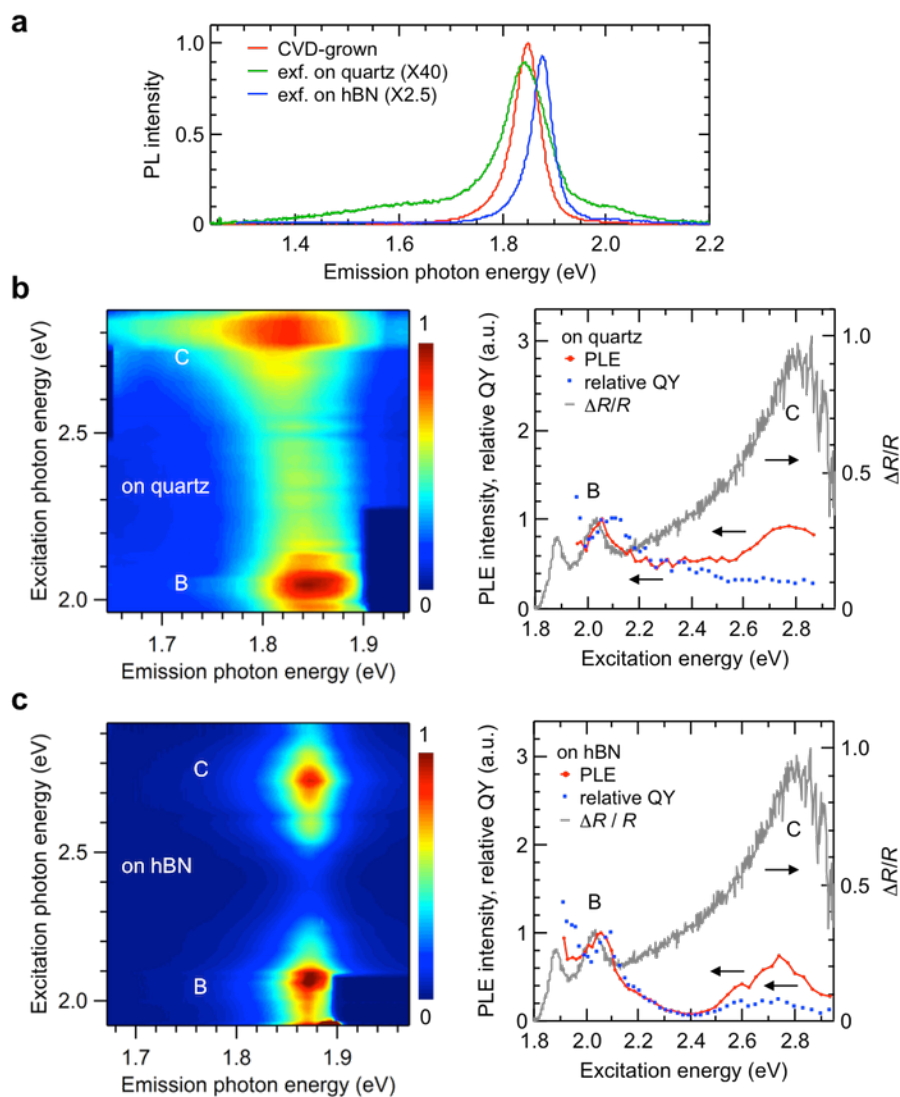 a
CVD-grown
exf. on quartz (X40)
exf. on hBN (X2.5)
PL intensity
1.0
0.5
0
1.4
1.6
1.8
2.0
2.2
Emission photon energy (eV)
b
Excitation photon energy (eV)
2.5
2.0
C
on quartz
B
1
0
1.7
1.8
1.9
Emission photon energy (eV)
PLE intensity, relative QY (a.u.)
3
2
1
0
on quartz
PLE
relative QY
ΔR/R
B
C
1.0
0.5
0
ΔR/R
1.8
1.9
2.0
2.2
2.4
2.6
2.8
Excitation energy (eV)
c
Excitation photon energy (eV)
2.5
2.0
C
on hBN
B
1
0
1.7
1.8
1.9
Emission photon energy (eV)
PLE intensity, relative QY (a.u.)
3
2
1
0
on hBN
PLE
relative QY
ΔR / R
B
C
1.0
0.5
0
ΔR/R
1.8
1.9
2.0
2.2
2.4
2.6
2.8
Excitation energy (eV)